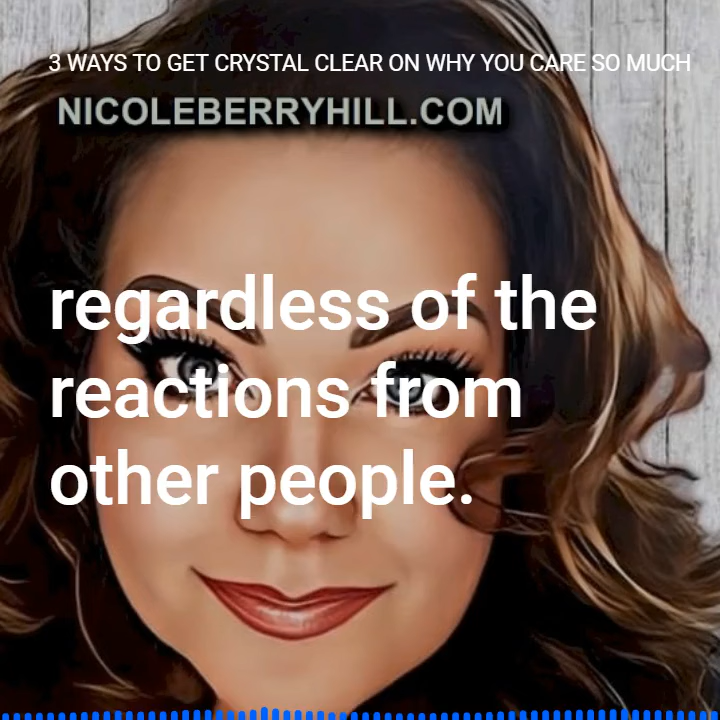 3 WAYS TO GET CRYSTAL CLEAR ON WHY YOU CARE SO MUCH
NICOLEBERRYHILL.COM
regardless of the
reactions from
other people.